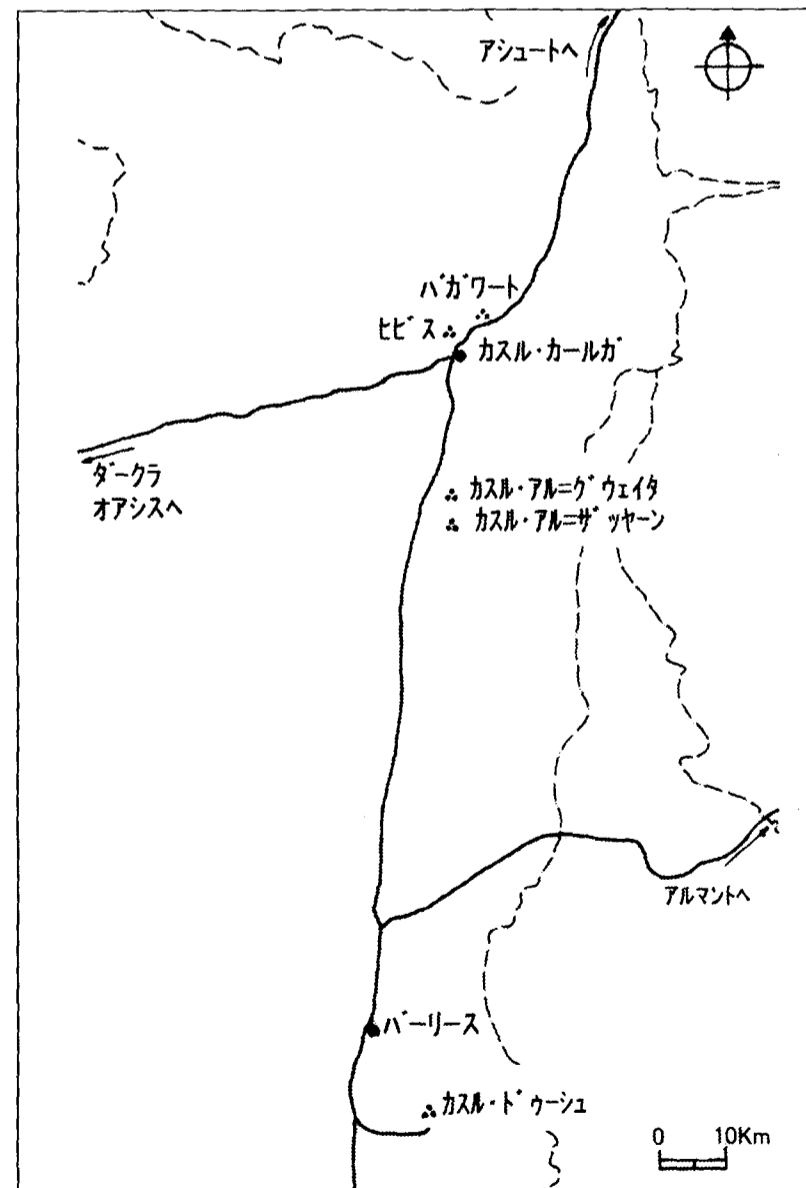 アシュートへ
バガワート
ヒビス
カスル・カールガ
ダークラ
オアシスへ
カスル・アル=グウェイタ
カスル・アル=ザッヤーン
アルマントへ
バーリース
カスル・ドゥーシュ
0 10Km